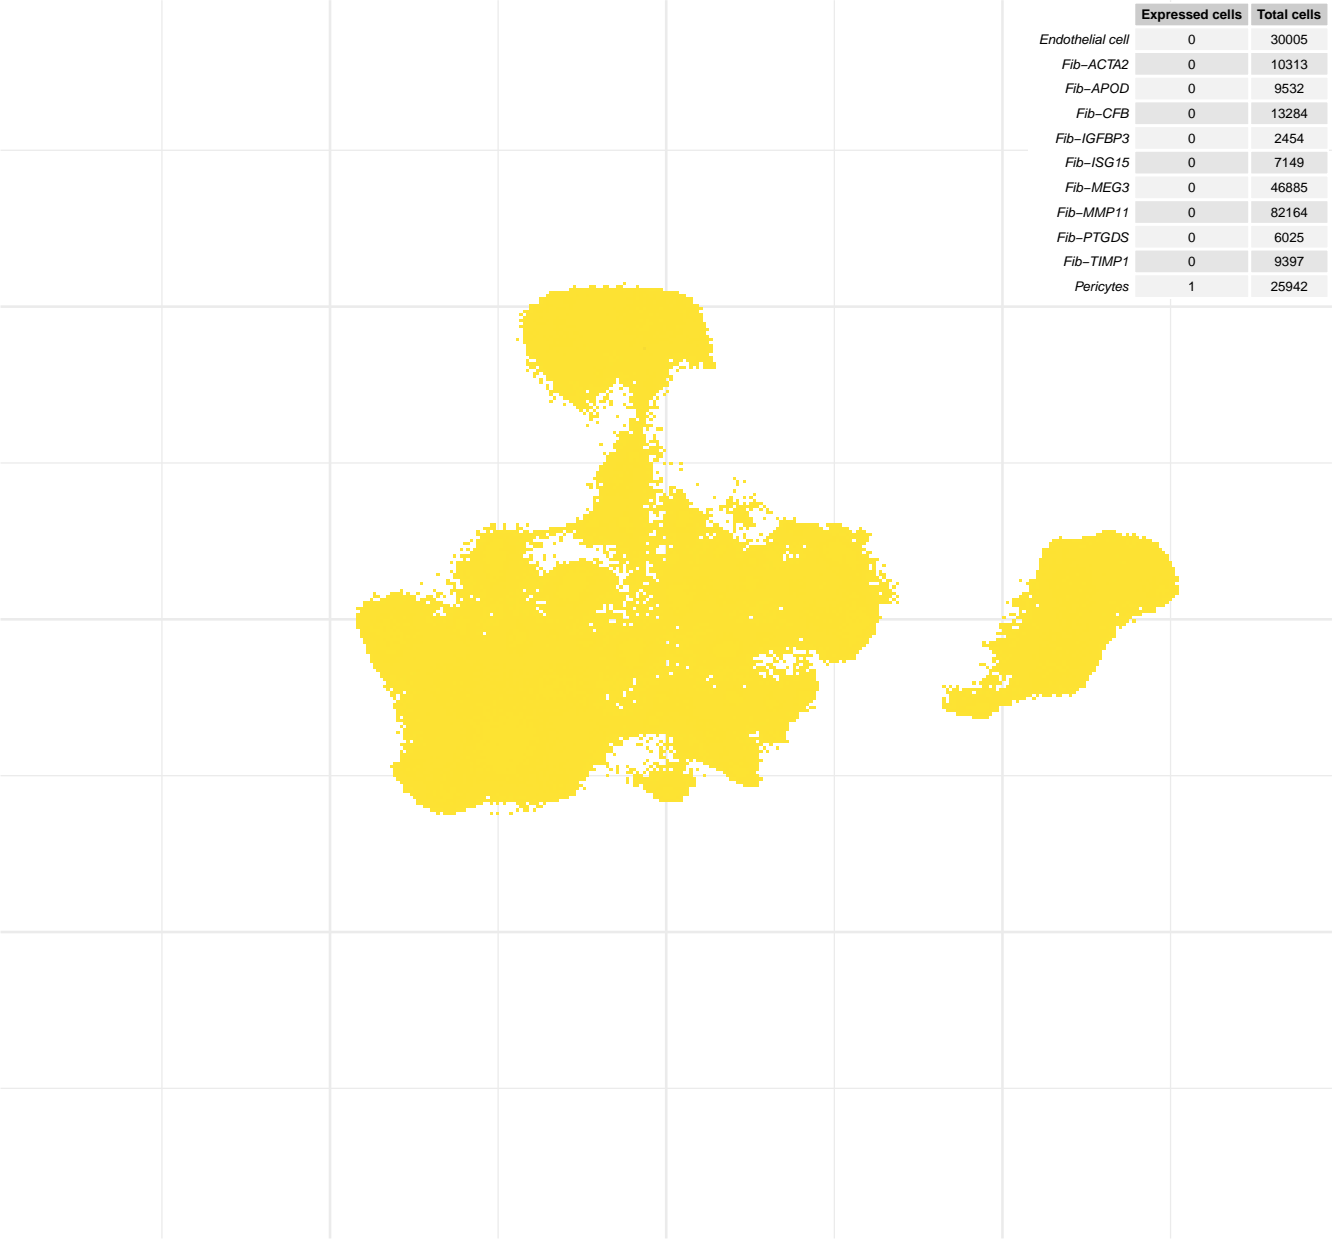 Expressed cells Total cells
Endothelial cell 0 30005
Fib−ACTA2 0 10313
Fib−APOD 0 9532
Fib−CFB 0 13284
Fib−IGFBP3 0 2454
Fib−ISG15 0 7149
Fib−MEG3 0 46885
Fib−MMP11 0 82164
Fib−PTGDS 0 6025
Fib−TIMP1 0 9397
Pericytes 1 25942